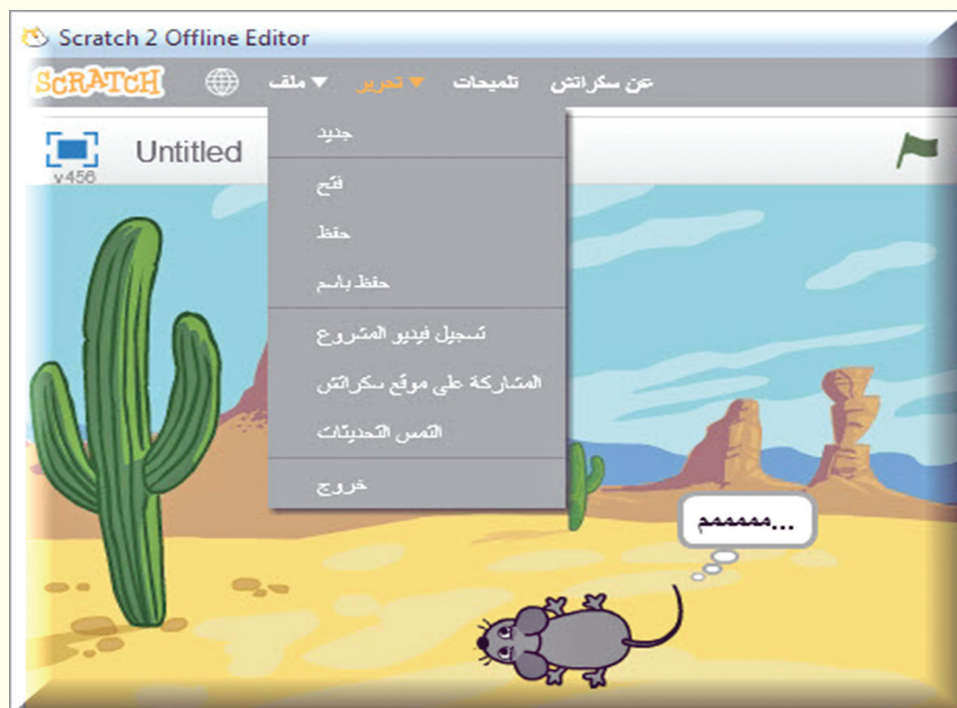 Scratch 2 Offline Editor
SCRATCH ملف ▼ تحرير ▼ تلميحات عن سكراتش
v456 Untitled
جديد
فتح
حفظ
حفظ باسم
تسجيل فيديو المشروع
المشاركة على موقع سكراتش
التمس التحديثات
خروج
مممممم...